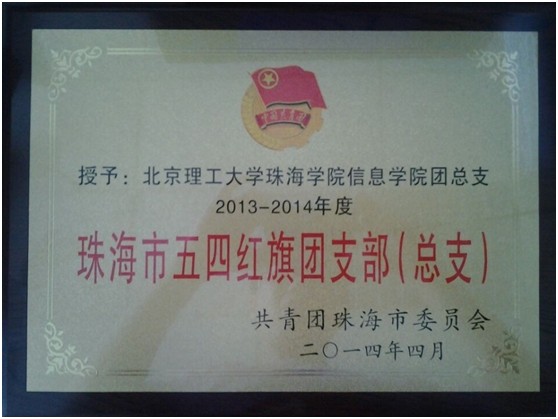 授予：北京理工大学珠海学院信息学院团总支
2013-2014年度
珠海市五四红旗团支部(总支)
共青团珠海市委员会
二〇一四年四月